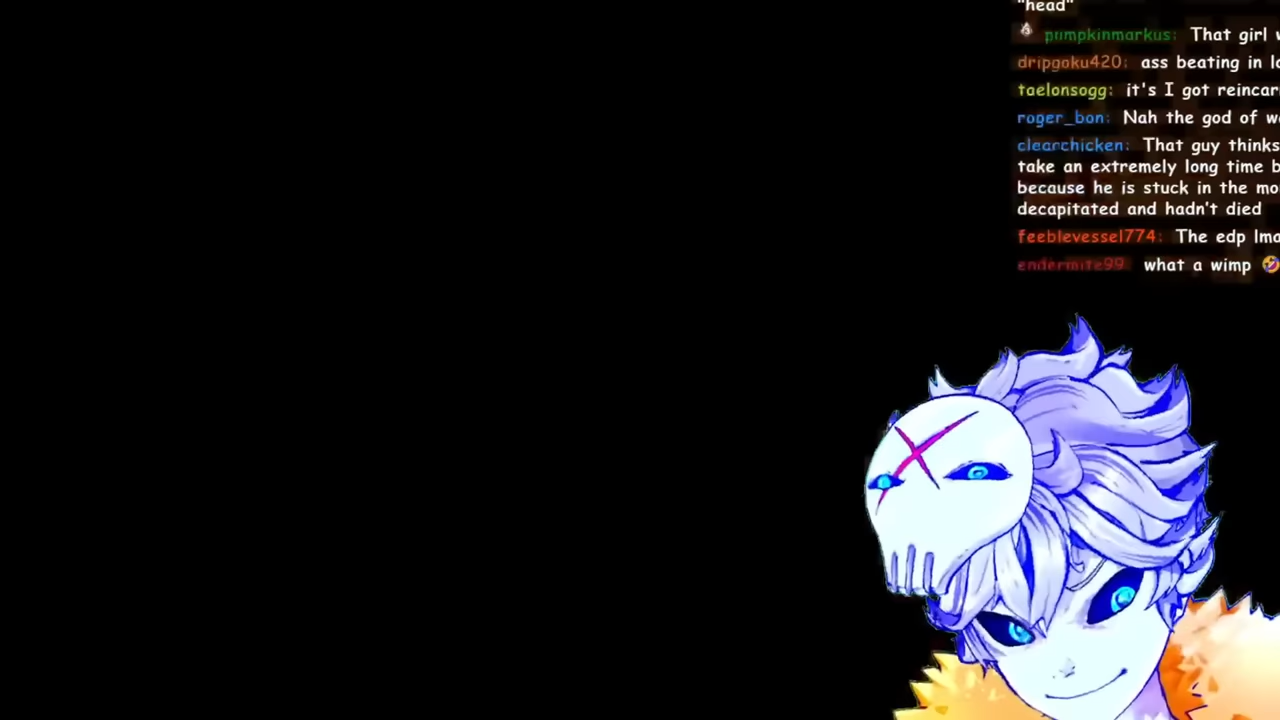 "head"
pumpkinmarkus: That girl
dripgoku420: ass beating in
taelonsogg: it's I got
roger_bon: Nah the god of
clearchicken: That guy thinks
take an extremely long time
because he is stuck in the
decapitated and hadn't died
feeblevessel774: The edp
endermite99 what a wimp 🤣